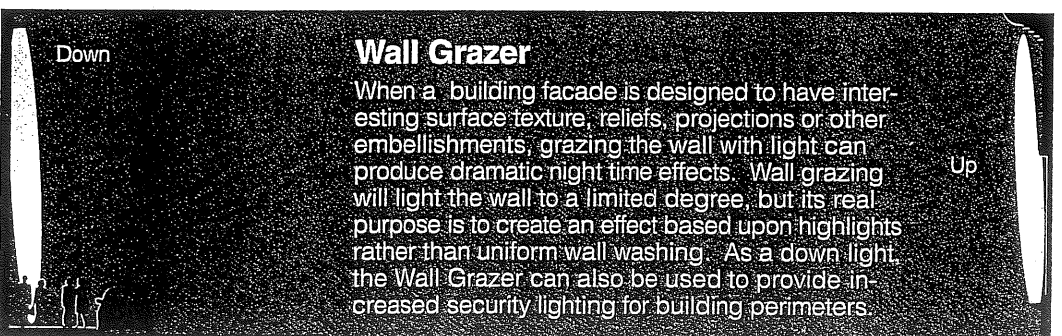 Down
Wall Grazer
When a building facade is designed to have inter-
esting surface texture, reliefs, projections or other
embellishments, grazing the wall with light can
produce dramatic night time effects. Wall grazing
will light the wall to a limited degree, but its real
purpose is to create an effect based upon highlights
rather than uniform wall washing. As a down light,
the Wall Grazer can also be used to provide in-
creased security lighting for building perimeters.
Up